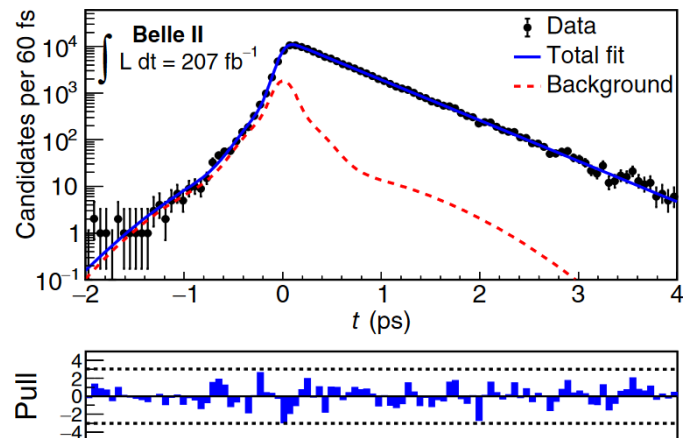 Belle II
∫ L dt = 207 fb⁻¹
Data
Total fit
Background
Candidates per 60 fs
10⁴
10³
10²
10
1
10⁻¹
−2 −1 0 1 2 3 4
t (ps)
Pull
4
2
0
−2
−4